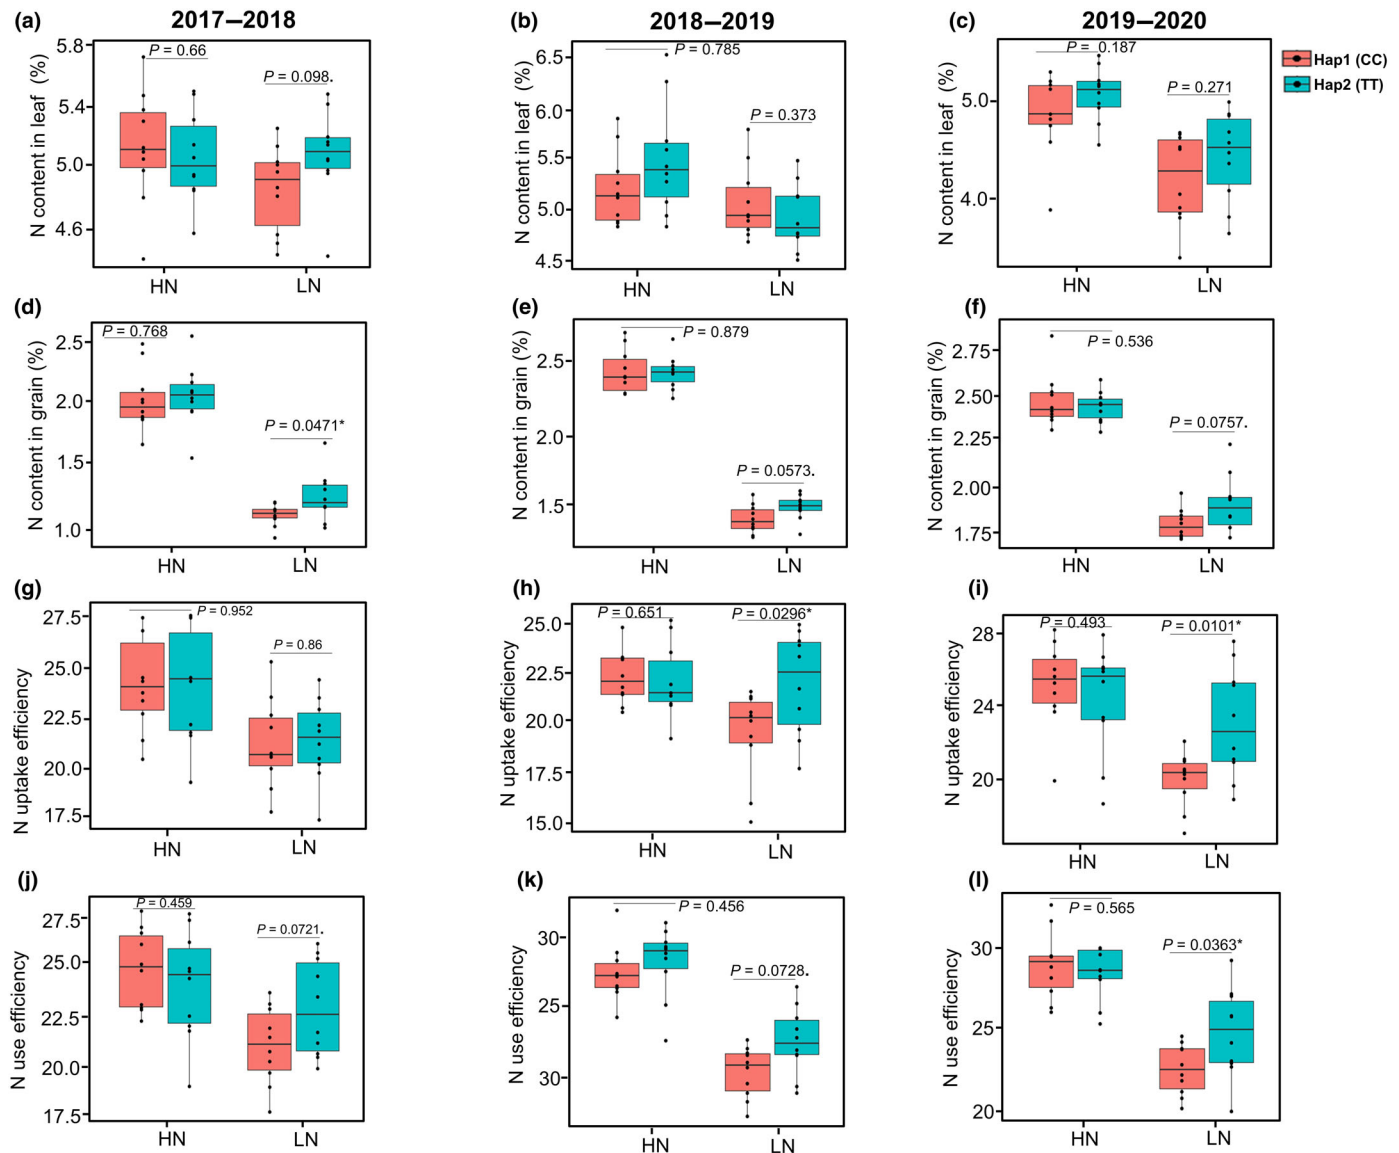 (a) 2017–2018
(b) 2018–2019
(c) 2019–2020
Hap1 (CC)
Hap2 (TT)
N content in leaf (%)
5.8
5.4
5.0
4.6
P = 0.66
P = 0.098.
HN LN
N content in leaf (%)
6.5
6.0
5.5
5.0
4.5
P = 0.785
P = 0.373
HN LN
N content in leaf (%)
5.0
4.0
P = 0.187
P = 0.271
HN LN
(d)
N content in grain (%)
2.5
2.0
1.5
1.0
P = 0.768
P = 0.0471*
HN LN
(e)
N content in grain (%)
2.5
2.0
1.5
P = 0.879
P = 0.0573.
HN LN
(f)
N content in grain (%)
2.75
2.50
2.25
2.00
1.75
P = 0.536
P = 0.0757.
HN LN
(g)
N uptake efficiency
27.5
25.0
22.5
20.0
17.5
P = 0.952
P = 0.86
HN LN
(h)
N uptake efficiency
25.0
22.5
20.0
17.5
15.0
P = 0.651
P = 0.0296*
HN LN
(i)
N uptake efficiency
28
24
20
P = 0.493
P = 0.0101*
HN LN
(j)
N use efficiency
27.5
25.0
22.5
20.0
17.5
P = 0.459
P = 0.0721.
HN LN
(k)
N use efficiency
30
25
30
P = 0.456
P = 0.0728.
HN LN
(l)
N use efficiency
30
25
20
P = 0.565
P = 0.0363*
HN LN